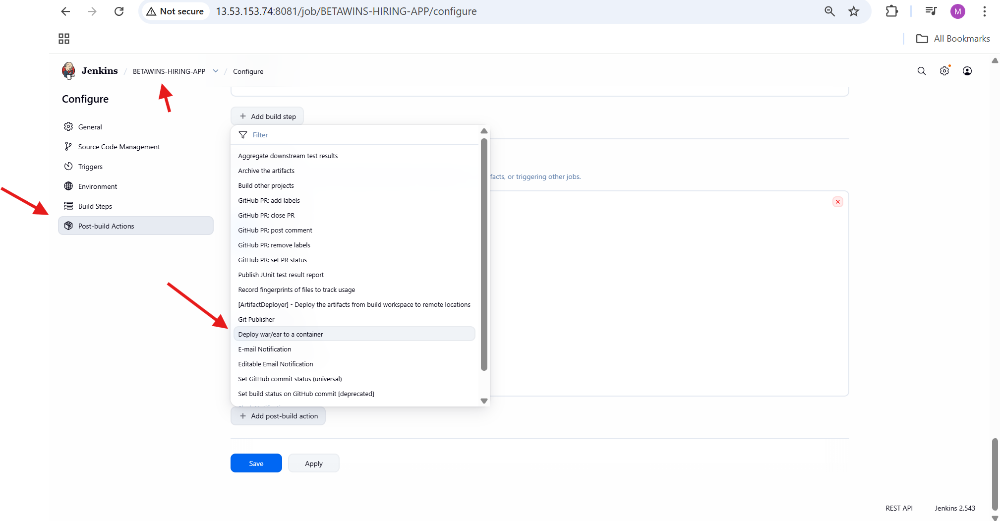 Not secure 13.53.153.74:8081/job/BETAWINS-HIRING-APP/configure M
All Bookmarks
Jenkins / BETAWINS-HIRING-APP / Configure
Configure
General
Source Code Management
Triggers
Environment
Build Steps
Post-build Actions
+ Add build step
Filter
Aggregate downstream test results
Archive the artifacts
Build other projects
GitHub PR: add labels
GitHub PR: close PR
GitHub PR: post comment
GitHub PR: remove labels
GitHub PR: set PR status
Publish JUnit test result report
Record fingerprints of files to track usage
[ArtifactDeployer] - Deploy the artifacts from build workspace to remote locations
Git Publisher
Deploy war/ear to a container
E-mail Notification
Editable Email Notification
Set GitHub commit status (universal)
Set build status on GitHub commit [deprecated]
facts, or triggering other jobs.
+ Add post-build action
Save
Apply
REST API
Jenkins 2.543